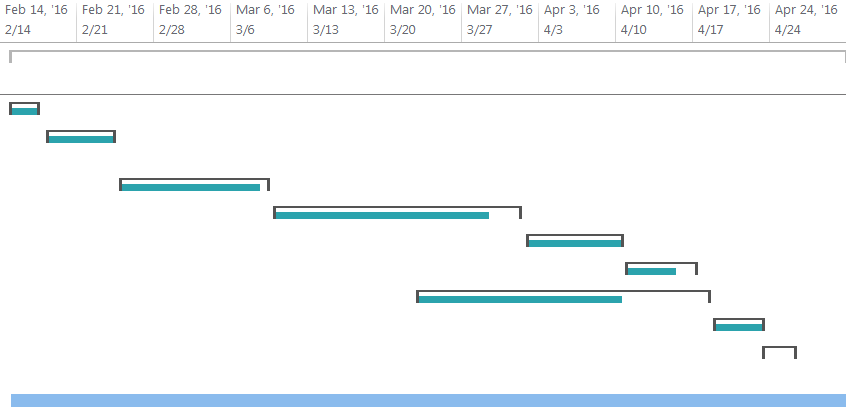 Feb 14, '16 Feb 21, '16 Feb 28, '16 Mar 6, '16 Mar 13, '16 Mar 20, '16 Mar 27, '16 Apr 3, '16 Apr 10, '16 Apr 17, '16 Apr 24, '16
2/14 2/21 2/28 3/6 3/13 3/20 3/27 4/3 4/10 4/17 4/24